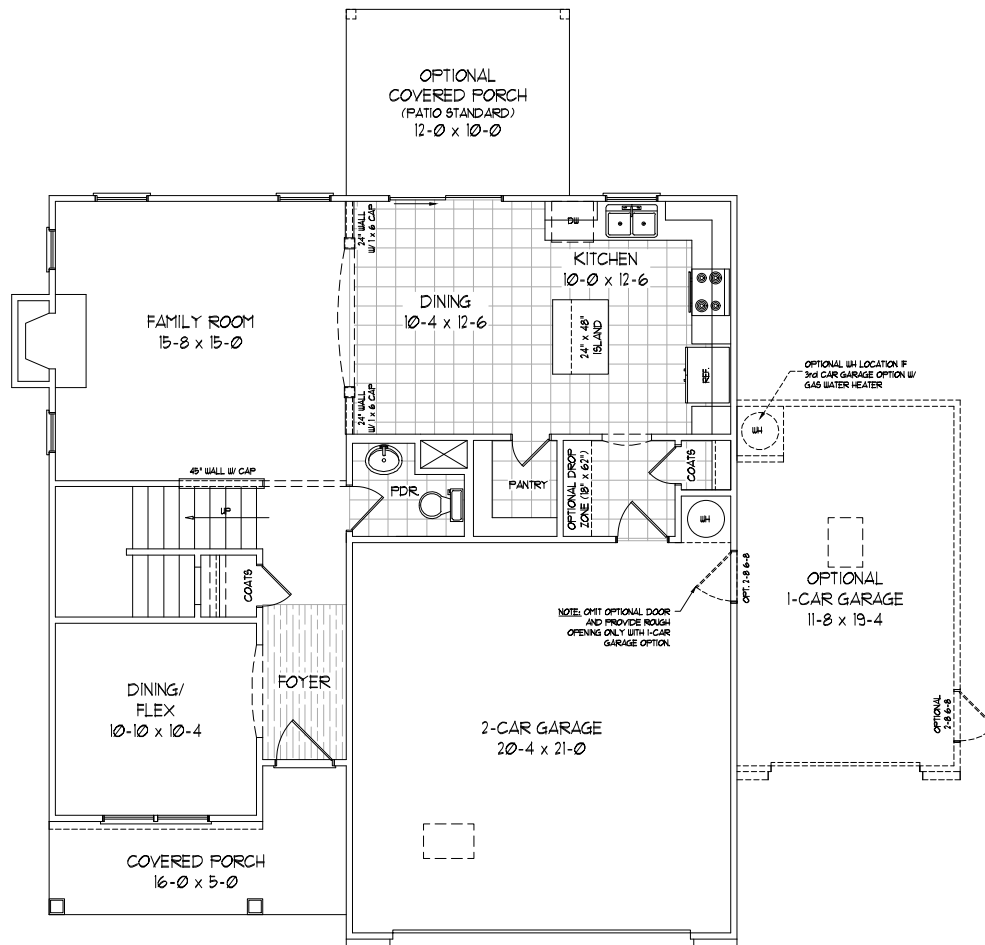 OPTIONAL
COVERED PORCH
(PATIO STANDARD)
12-0 x 10-0
24" WALL
W/ 1 x 6 CAP
DW
KITCHEN
10-0 x 12-6
DINING
10-4 x 12-6
24" x 48"
ISLAND
REF.
FAMILY ROOM
15-8 x 15-0
24" WALL
W/ 1 x 6 CAP
OPTIONAL WH LOCATION IF
3rd CAR GARAGE OPTION W/
GAS WATER HEATER
WH
45" WALL W/ CAP
UP
PDR.
PANTRY
OPTIONAL DROP
ZONE (18" x 62")
COATS
WH
COATS
OPT. 2-8 6-8
NOTE: OMIT OPTIONAL DOOR
AND PROVIDE ROUGH
OPENING ONLY WITH 1-CAR
GARAGE OPTION.
OPTIONAL
1-CAR GARAGE
11-8 x 19-4
OPTIONAL
2-8 6-8
FOYER
DINING/
FLEX
10-10 x 10-4
2-CAR GARAGE
20-4 x 21-0
COVERED PORCH
16-0 x 5-0